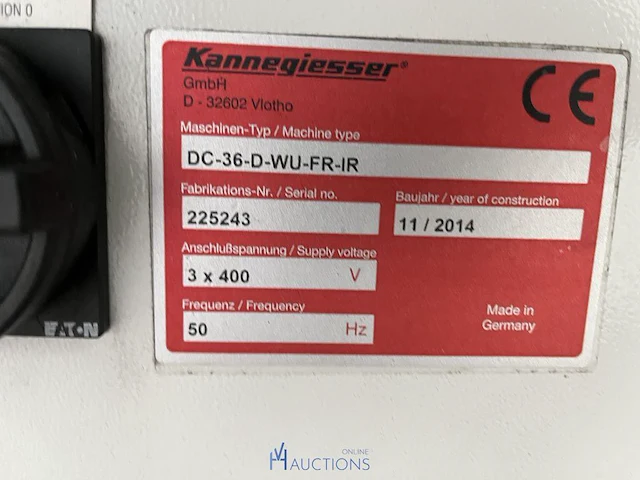 ION 0
Kannegiesser®
GmbH
D - 32602 Vlotho
CE
Maschinen-Typ / Machine type
DC-36-D-WU-FR-IR
Fabrikations-Nr. / Serial no.
225243
Baujahr / year of construction
11 / 2014
Anschlußspannung / Supply voltage
3 x 400 V
Frequenz / Frequency
50 Hz
Made in
Germany
EATON
ONLINE
AUCTIONS